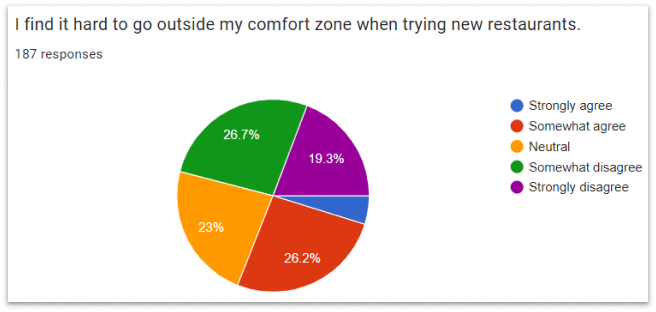 I find it hard to go outside my comfort zone when trying new restaurants.
187 responses
Strongly agree
Somewhat agree
Neutral
Somewhat disagree
Strongly disagree
26.7%
19.3%
23%
26.2%